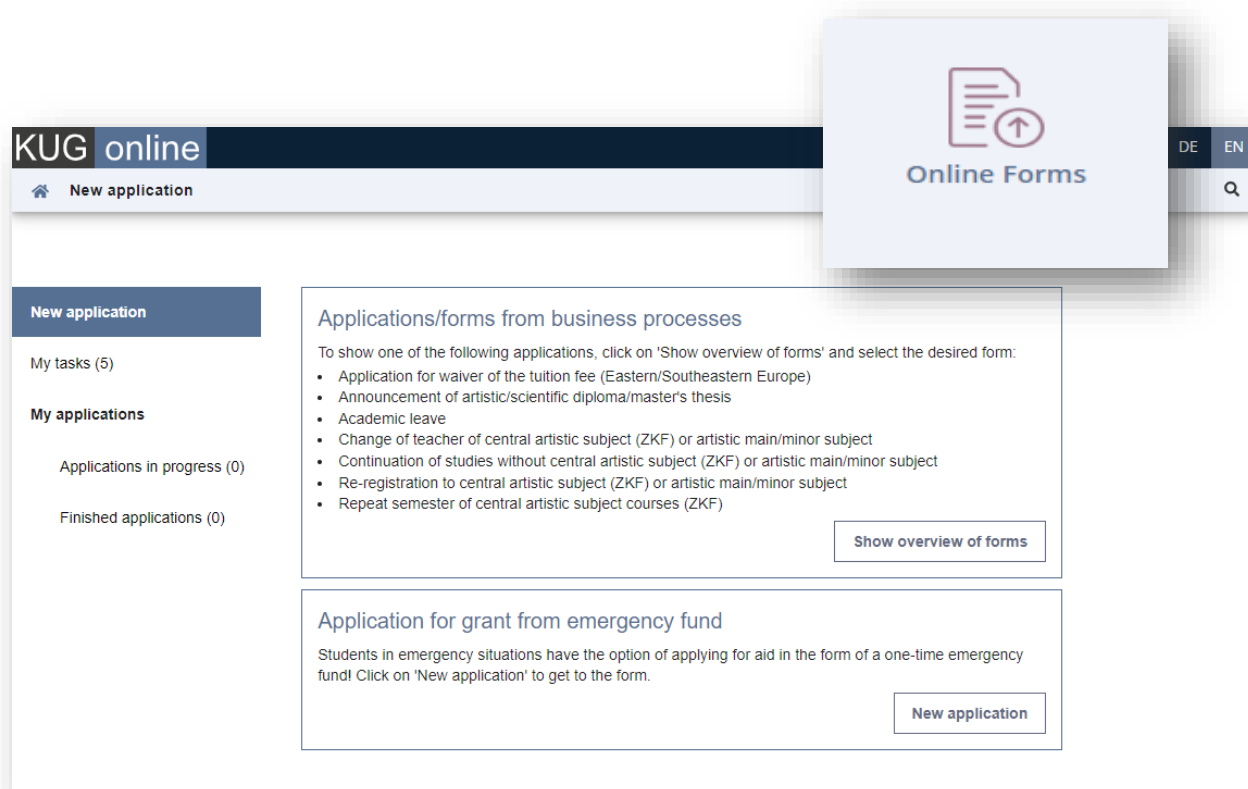 KUG online
DE EN
Online Forms
New application
New application
My tasks (5)
My applications
Applications in progress (0)
Finished applications (0)
Applications/forms from business processes
To show one of the following applications, click on 'Show overview of forms' and select the desired form:
• Application for waiver of the tuition fee (Eastern/Southeastern Europe)
• Announcement of artistic/scientific diploma/master's thesis
• Academic leave
• Change of teacher of central artistic subject (ZKF) or artistic main/minor subject
• Continuation of studies without central artistic subject (ZKF) or artistic main/minor subject
• Re-registration to central artistic subject (ZKF) or artistic main/minor subject
• Repeat semester of central artistic subject courses (ZKF)
Show overview of forms
Application for grant from emergency fund
Students in emergency situations have the option of applying for aid in the form of a one-time emergency
fund! Click on 'New application' to get to the form.
New application